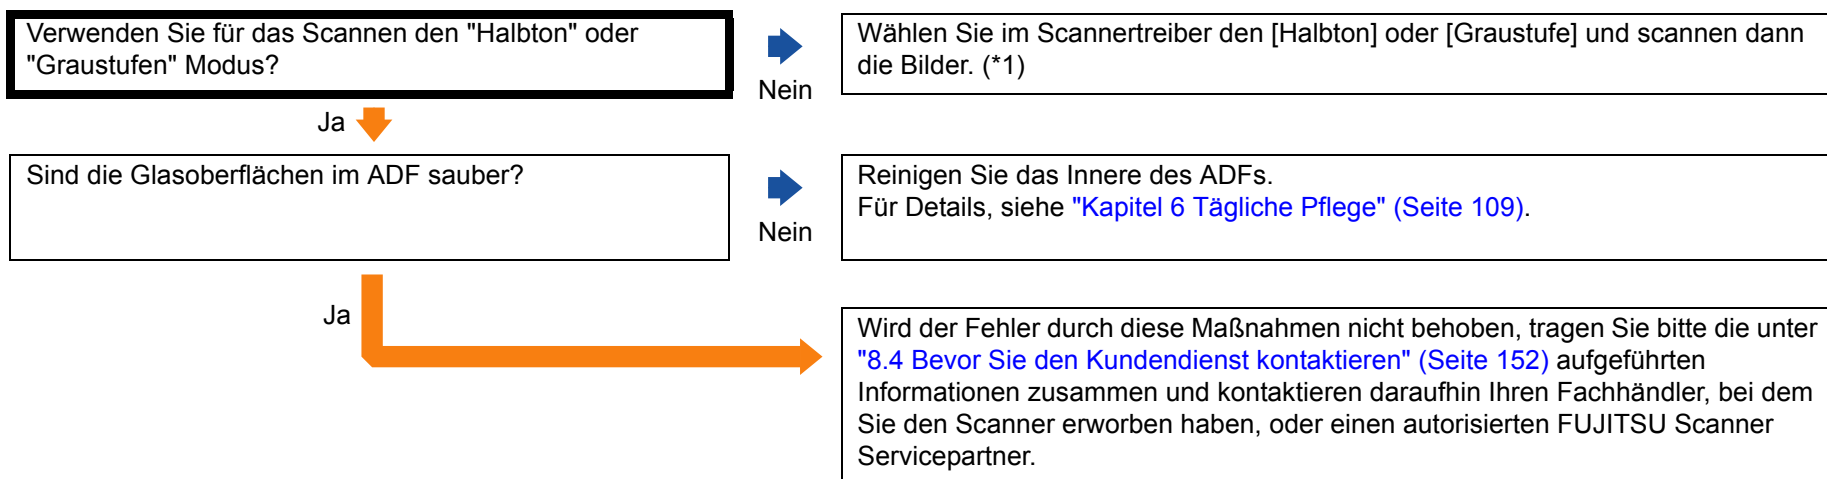 Verwenden Sie für das Scannen den "Halbton" oder
"Graustufen" Modus?
Nein
Wählen Sie im Scannertreiber den [Halbton] oder [Graustufe] und scannen dann
die Bilder. (*1)
Ja
Sind die Glasoberflächen im ADF sauber?
Nein
Reinigen Sie das Innere des ADFs.
Für Details, siehe "Kapitel 6 Tägliche Pflege" (Seite 109).
Ja
Wird der Fehler durch diese Maßnahmen nicht behoben, tragen Sie bitte die unter
"8.4 Bevor Sie den Kundendienst kontaktieren" (Seite 152) aufgeführten
Informationen zusammen und kontaktieren daraufhin Ihren Fachhändler, bei dem
Sie den Scanner erworben haben, oder einen autorisierten FUJITSU Scanner
Servicepartner.